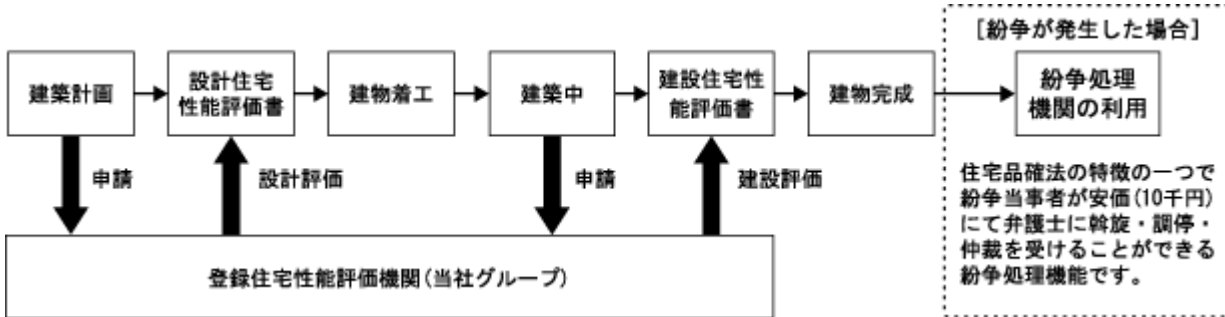 [紛争が発生した場合]
建築計画
設計住宅
性能評価書
建物着工
建築中
建設住宅性
能評価書
建物完成
紛争処理
機関の利用
申請
設計評価
申請
建設評価
住宅品確法の特徴の一つで
紛争当事者が安価(10千円)
にて弁護士に斡旋・調停・
仲裁を受けることができる
紛争処理機能です。
登録住宅性能評価機関(当社グループ)